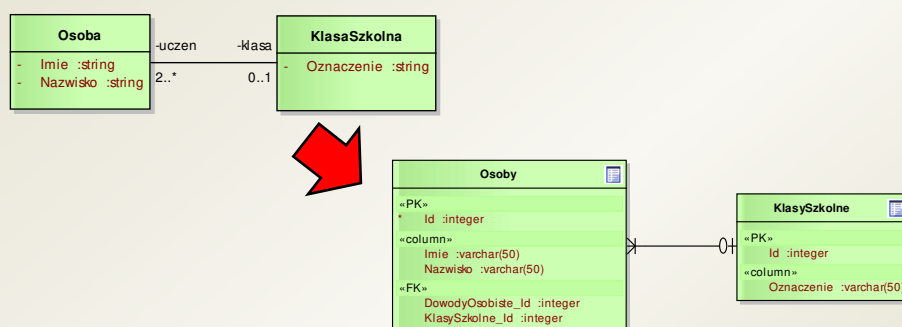 Osoba
- Imie :string
- Nazwisko :string
-uczen
-klasa
2..*
0..1
KlasaSzkolna
- Oznaczenie :string
Osoby
«PK»
* Id :integer
«column»
Imie :varchar(50)
Nazwisko :varchar(50)
«FK»
DowodyOsobiste_Id :integer
KlasySzkolne_Id :integer
KlasySzkolne
«PK»
Id :integer
«column»
Oznaczenie :varchar(50)